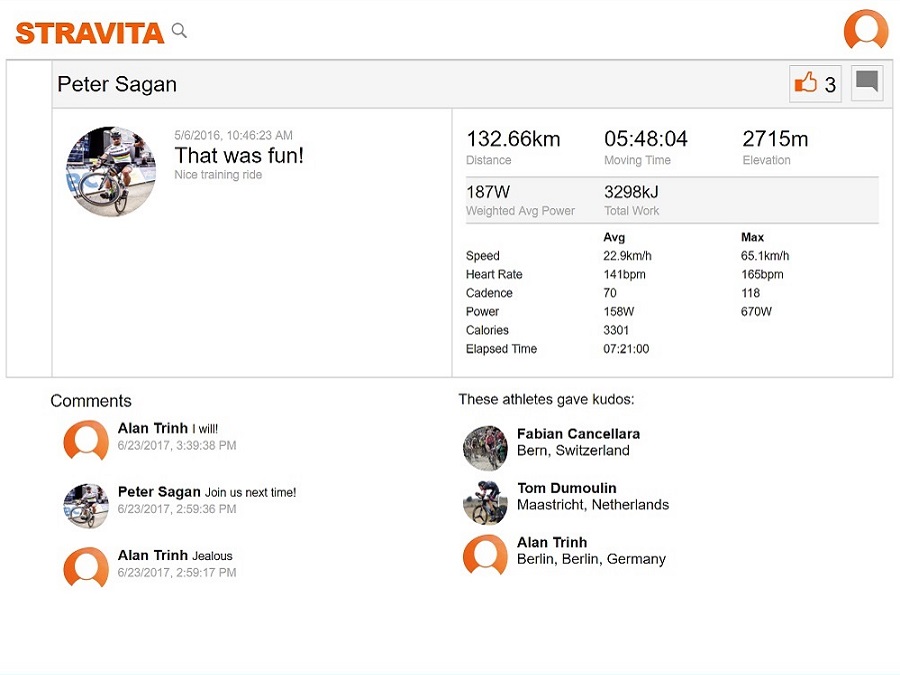 STRAVITA
Peter Sagan
3
5/6/2016, 10:46:23 AM
That was fun!
Nice training ride
132.66km 05:48:04 2715m
Distance Moving Time Elevation
187W 3298kJ
Weighted Avg Power Total Work
Avg Max
Speed 22.9km/h 65.1km/h
Heart Rate 141bpm 165bpm
Cadence 70 118
Power 158W 670W
Calories 3301
Elapsed Time 07:21:00
Comments
Alan Trinh I will!
6/23/2017, 3:39:38 PM
Peter Sagan Join us next time!
6/23/2017, 2:59:36 PM
Alan Trinh Jealous
6/23/2017, 2:59:17 PM
These athletes gave kudos:
Fabian Cancellara
Bern, Switzerland
Tom Dumoulin
Maastricht, Netherlands
Alan Trinh
Berlin, Berlin, Germany